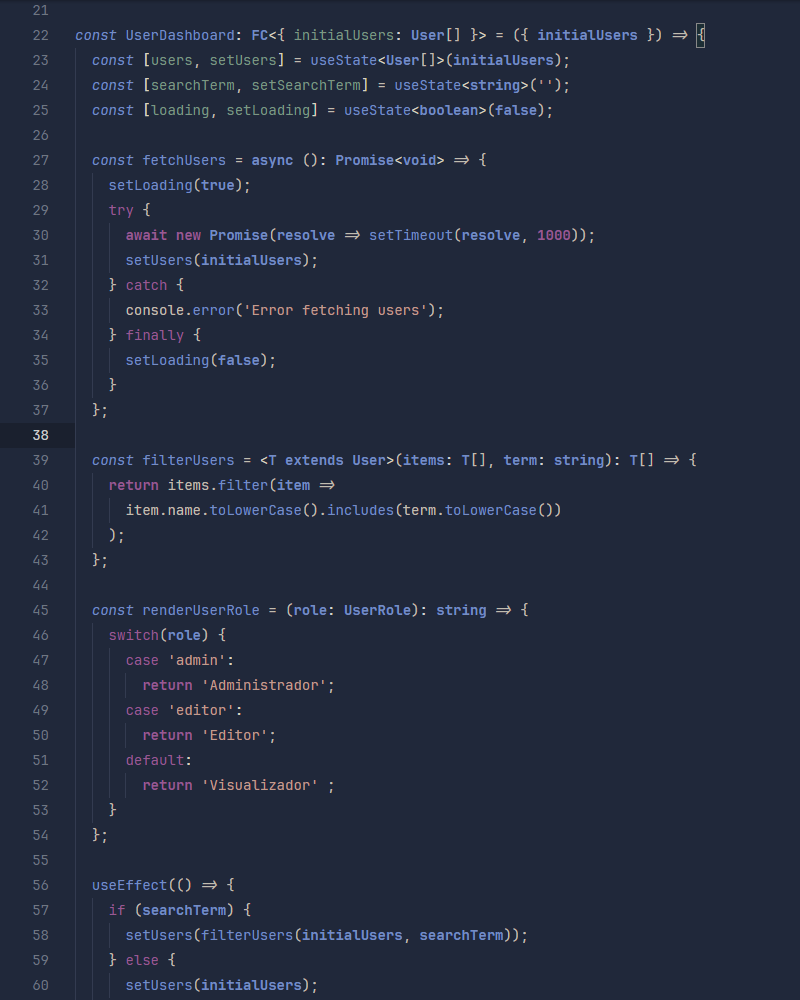 21
22 const UserDashboard: FC<{ initialUsers: User[] }> = ({ initialUsers }) => {
23 const [users, setUsers] = useState<User[]>(initialUsers);
24 const [searchTerm, setSearchTerm] = useState<string>('');
25 const [loading, setLoading] = useState<boolean>(false);
26
27 const fetchUsers = async (): Promise<void> => {
28 setLoading(true);
29 try {
30 await new Promise(resolve => setTimeout(resolve, 1000));
31 setUsers(initialUsers);
32 } catch {
33 console.error('Error fetching users');
34 } finally {
35 setLoading(false);
36 }
37 };
38
39 const filterUsers = <T extends User>(items: T[], term: string): T[] => {
40 return items.filter(item =>
41 item.name.toLowerCase().includes(term.toLowerCase())
42 );
43 };
44
45 const renderUserRole = (role: UserRole): string => {
46 switch(role) {
47 case 'admin':
48 return 'Administrador';
49 case 'editor':
50 return 'Editor';
51 default:
52 return 'Visualizador' ;
53 }
54 };
55
56 useEffect(() => {
57 if (searchTerm) {
58 setUsers(filterUsers(initialUsers, searchTerm));
59 } else {
60 setUsers(initialUsers);